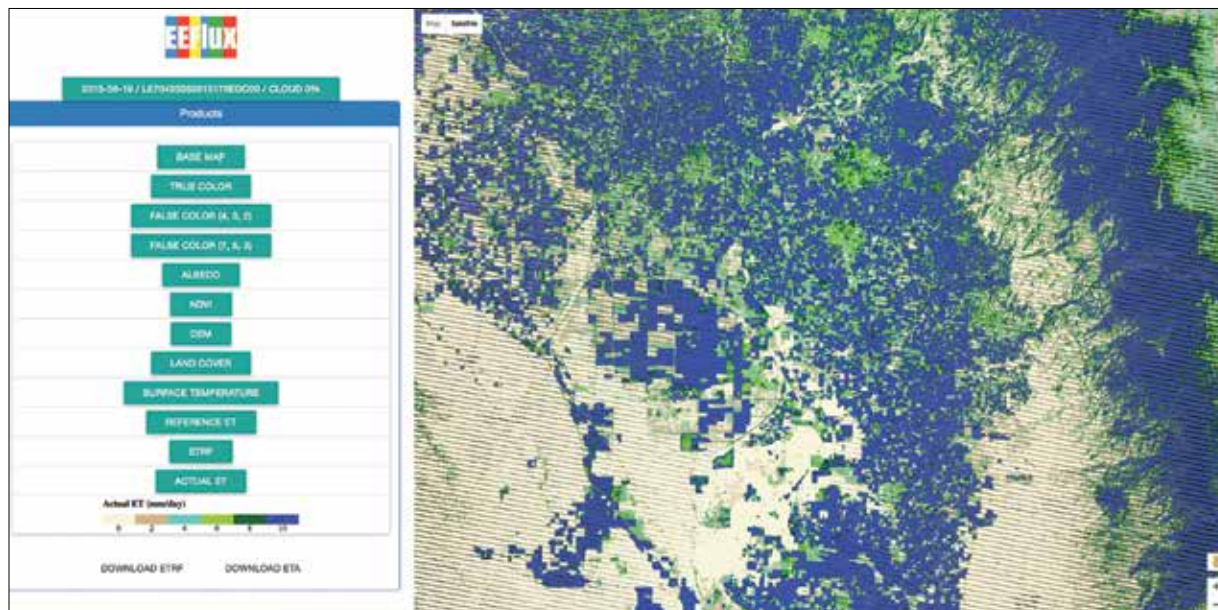 EEFlux
Map Satellite
Products
BASE MAP
TRUE COLOR
FALSE COLOR (4, 3, 2)
FALSE COLOR (7, 5, 3)
ALBEDO
NDVI
DEM
LAND COVER
SURFACE TEMPERATURE
REFERENCE ET
ETRF
ACTUAL ET
Actual ET (mm/day)
0 2 4 6 8 10
DOWNLOAD ETRF DOWNLOAD ETA